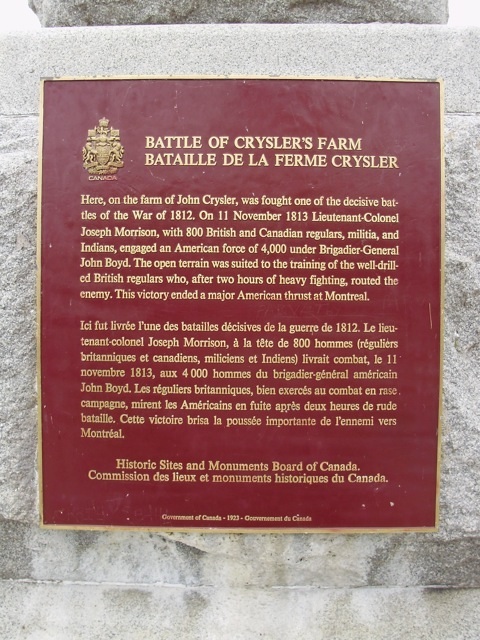 CANADA
BATTLE OF CRYSLER'S FARM
BATAILLE DE LA FERME CRYSLER
Here, on the farm of John Crysler, was fought one of the decisive bat-
tles of the War of 1812. On 11 November 1813 Lieutenant-Colonel
Joseph Morrison, with 800 British and Canadian regulars, militia, and
Indians, engaged an American force of 4,000 under Brigadier-General
John Boyd. The open terrain was suited to the training of the well-drill-
ed British regulars who, after two hours of heavy fighting, routed the
enemy. This victory ended a major American thrust at Montreal.
Ici fut livrée l'une des batailles décisives de la guerre de 1812. Le lieu-
tenant-colonel Joseph Morrison, à la tête de 800 hommes (réguliers
britanniques et canadiens, miliciens et Indiens) livrait combat, le 11
novembre 1813, aux 4 000 hommes du brigadier-général américain
John Boyd. Les réguliers britanniques, bien exercés au combat en rase
campagne, mirent les Américains en fuite après deux heures de rude
bataille. Cette victoire brisa la poussée importante de l'ennemi vers
Montréal.
Historic Sites and Monuments Board of Canada.
Commission des lieux et monuments historiques du Canada.
Government of Canada - 1923 - Gouvernement du Canada